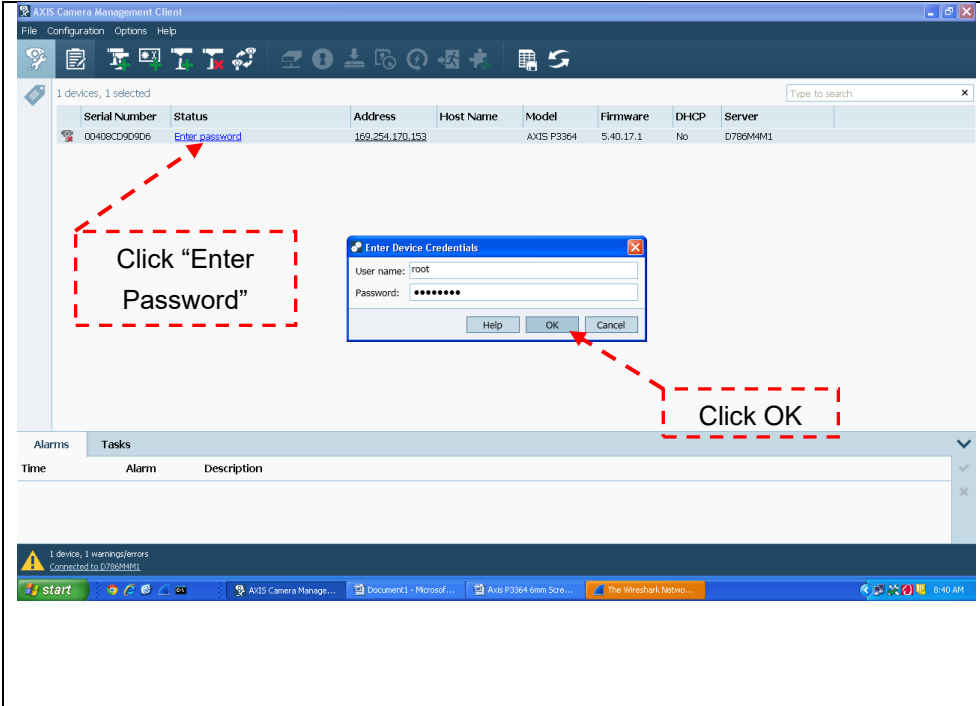 AXIS Camera Management Client
File Configuration Options Help
1 devices, 1 selected
Type to search
Serial Number Status Address Host Name Model Firmware DHCP Server
00408CD9D9D6 Enter password 169.254.170.153 AXIS P3364 5.40.17.1 No D786M4M1
Click “Enter
Password”
Enter Device Credentials
User name: root
Password: ••••••••
Help OK Cancel
Click OK
Alarms Tasks
Time Alarm Description
1 device, 1 warnings/errors
Connected to D786M4M1
start AXIS Camera Manage... Document1 - Microsof... Axis P3364 6mm Scre... The Wireshark Netwo... 8:40 AM